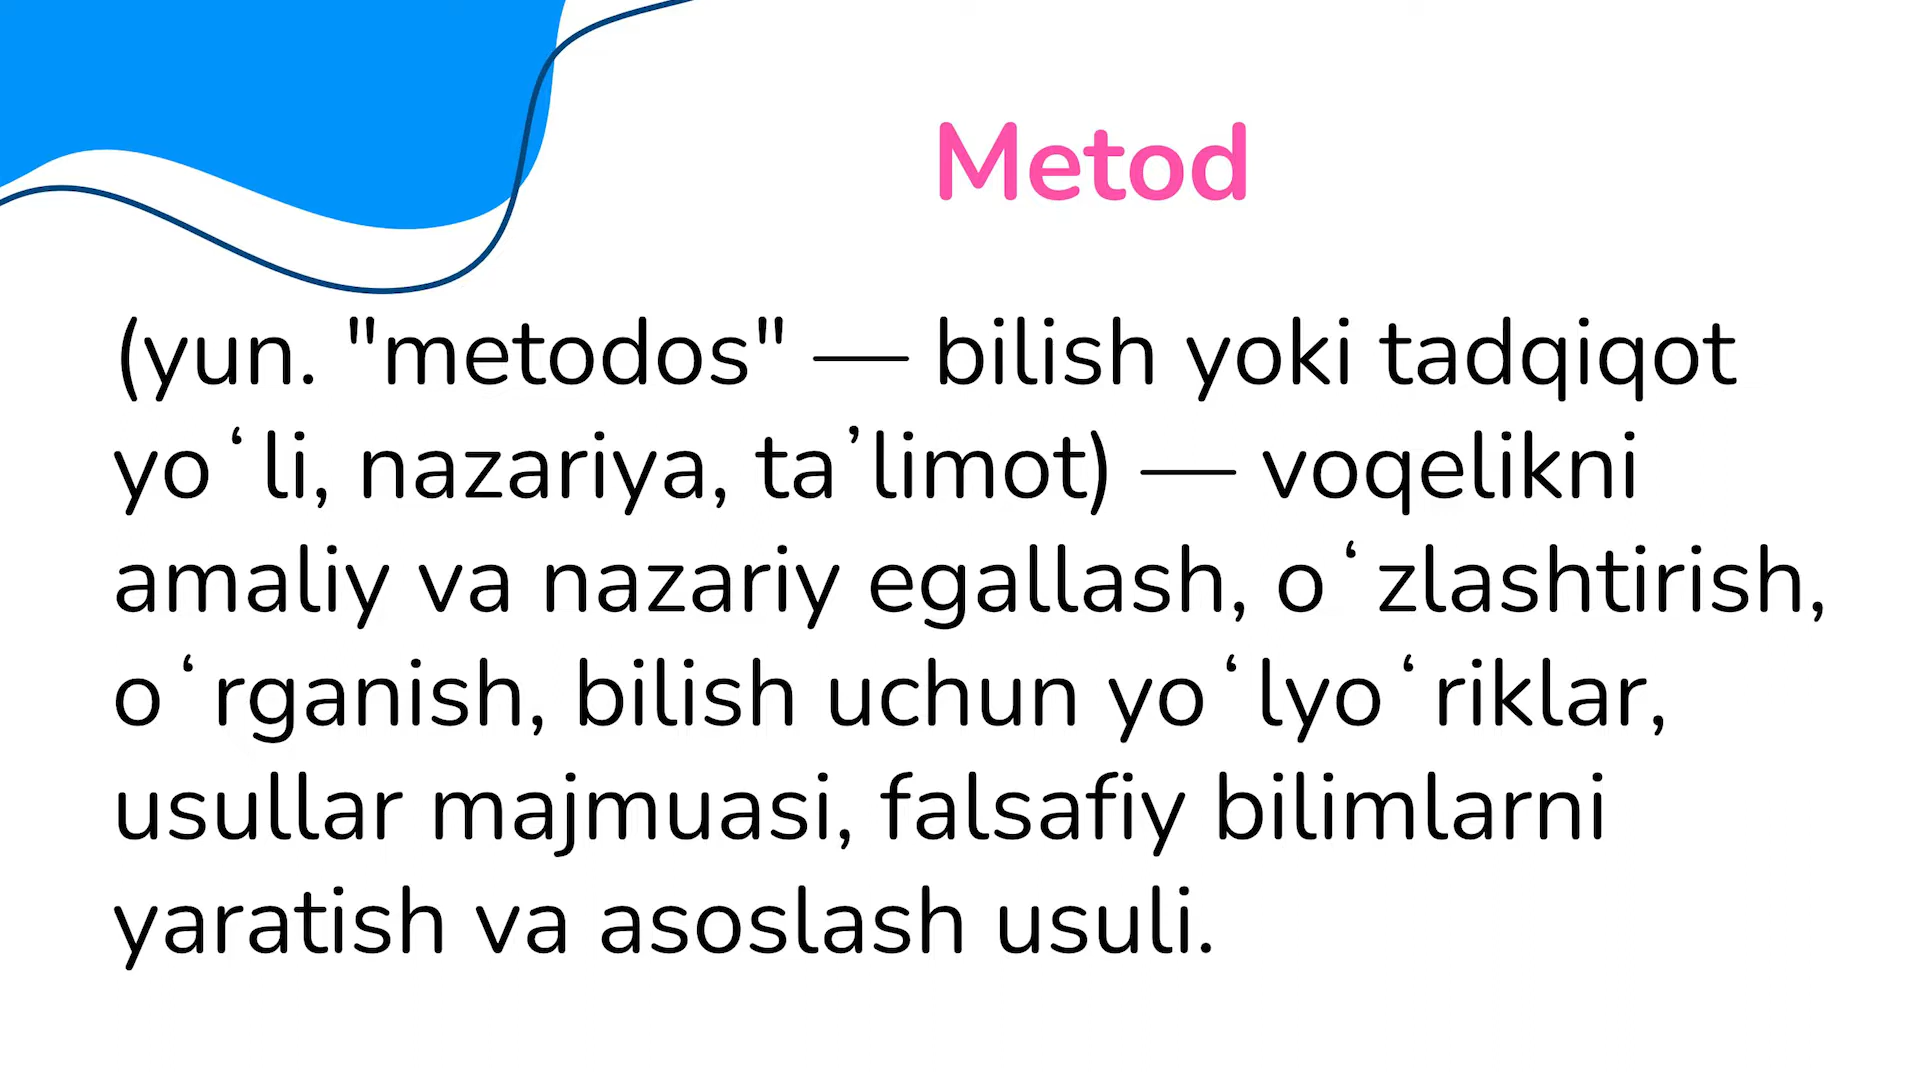 Metod
(yun. "metodos" — bilish yoki tadqiqot
yoʻli, nazariya, taʼlimot) — voqelikni
amaliy va nazariy egallash, oʻzlashtirish,
oʻrganish, bilish uchun yoʻlyoʻriklar,
usullar majmuasi, falsafiy bilimlarni
yaratish va asoslash usuli.